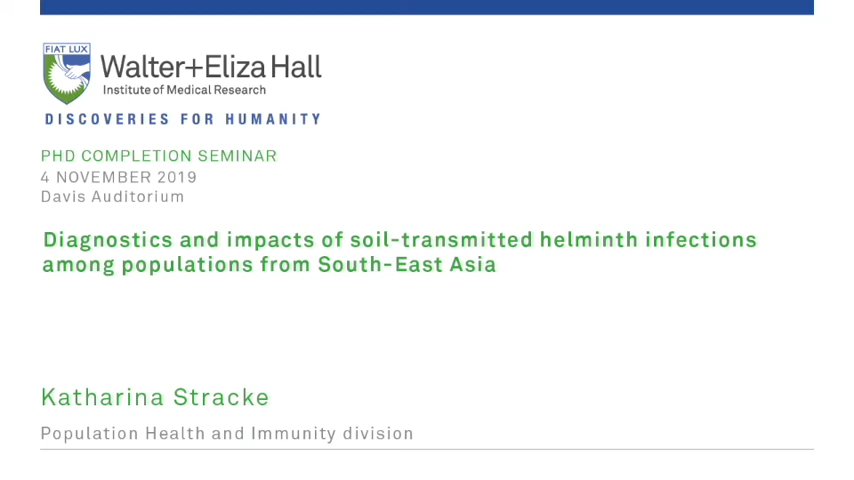 FIAT LUX
Walter+Eliza Hall
Institute of Medical Research
DISCOVERIES FOR HUMANITY
PHD COMPLETION SEMINAR
4 NOVEMBER 2019
Davis Auditorium
Diagnostics and impacts of soil-transmitted helminth infections
among populations from South-East Asia
Katharina Stracke
Population Health and Immunity division